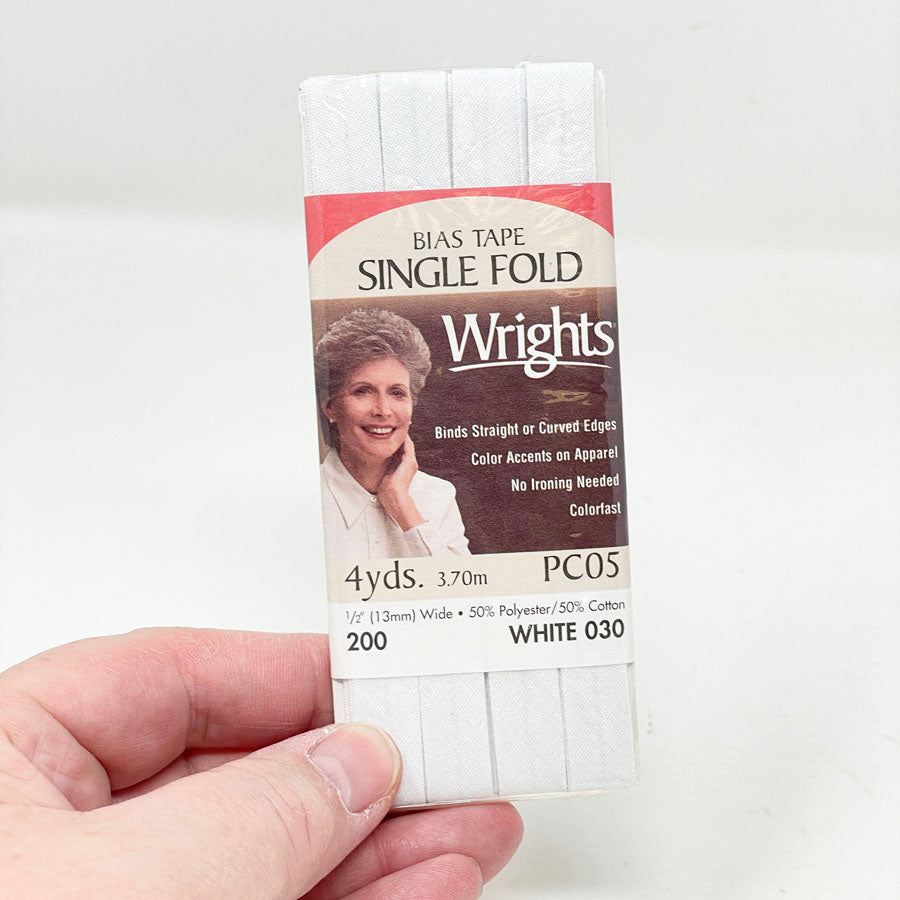 BIAS TAPE
SINGLE FOLD
Wrights
Binds Straight or Curved Edges
Color Accents on Apparel
No Ironing Needed
Colorfast
4yds. 3.70m PC05
1/2" (13mm) Wide • 50% Polyester/50% Cotton
200 WHITE 030